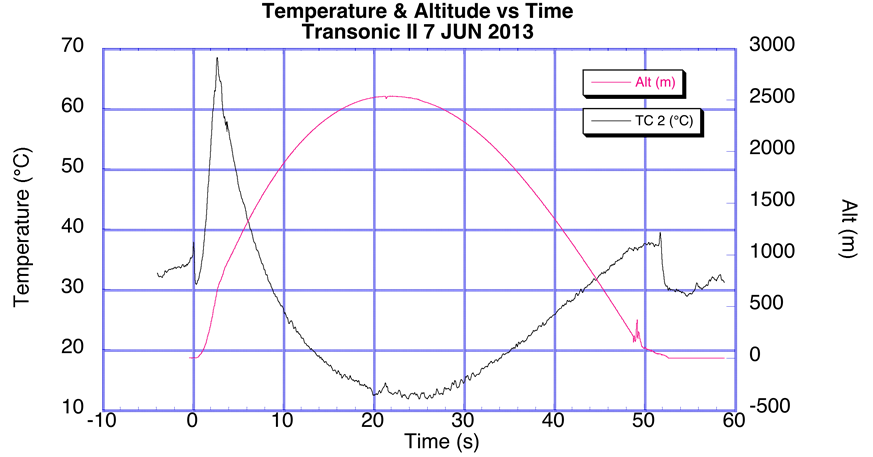 Temperature & Altitude vs Time
Transonic II 7 JUN 2013
70 3000
60 2500
50 2000
40 1500
30 1000
20 500
10 0
-500
Temperature (°C)
Alt (m)
Alt (m)
TC 2 (°C)
-10 0 10 20 30 40 50 60
Time (s)